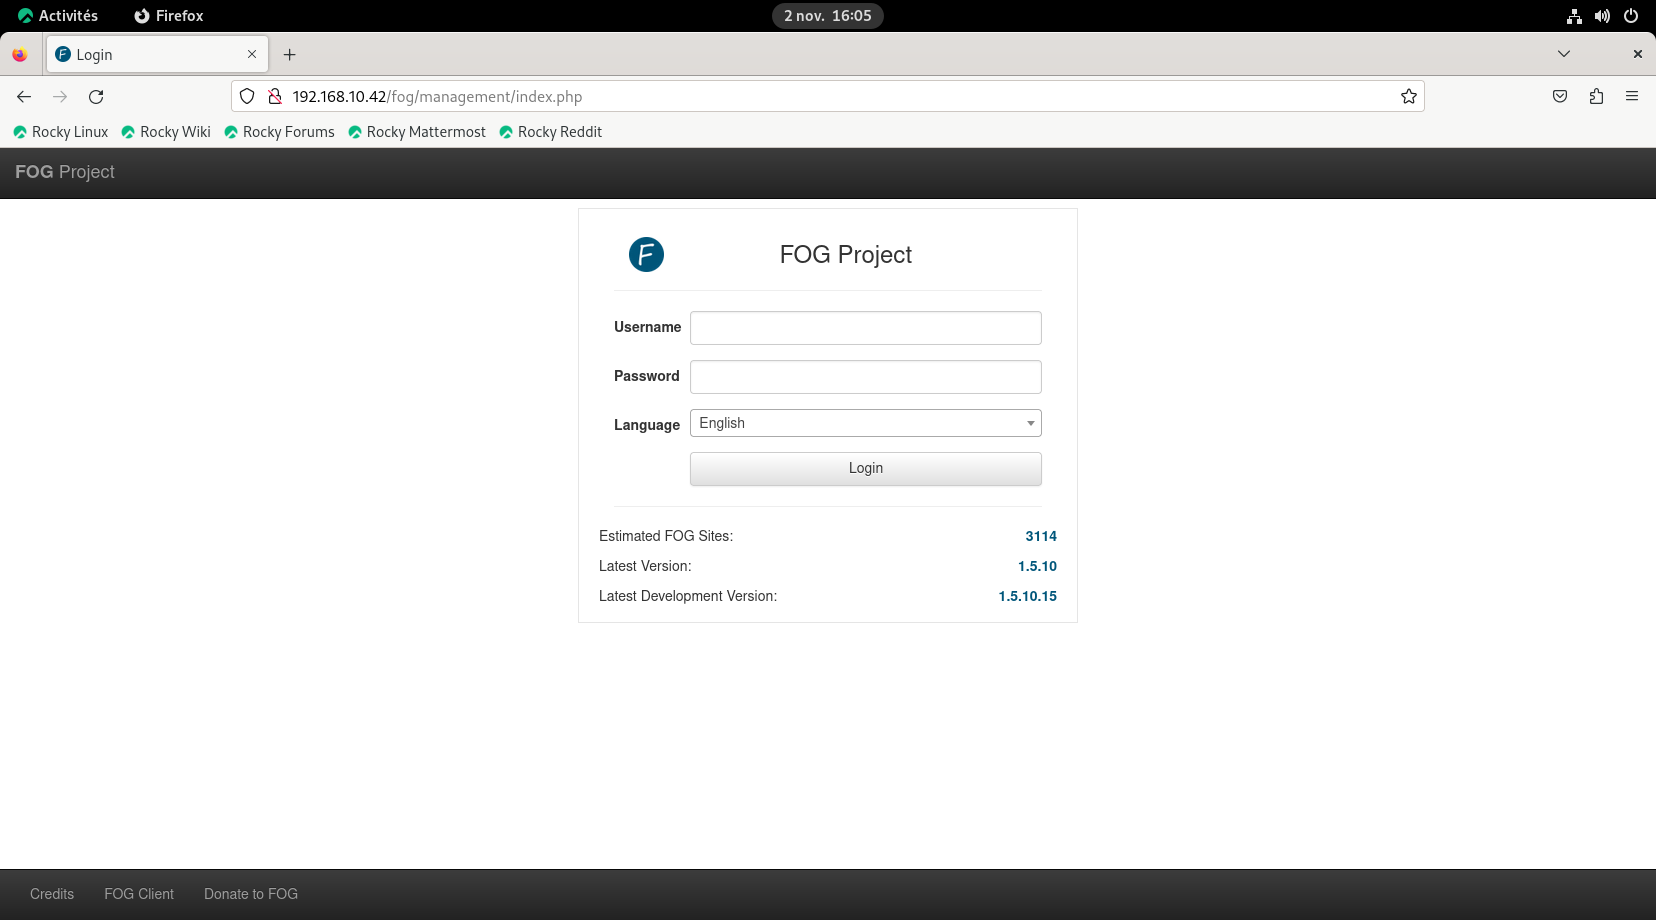 Activités Firefox 2 nov. 16:05
Login
192.168.10.42/fog/management/index.php
Rocky Linux Rocky Wiki Rocky Forums Rocky Mattermost Rocky Reddit
FOG Project
F FOG Project
Username
Password
Language English
Login
Estimated FOG Sites: 3114
Latest Version: 1.5.10
Latest Development Version: 1.5.10.15
Credits FOG Client Donate to FOG